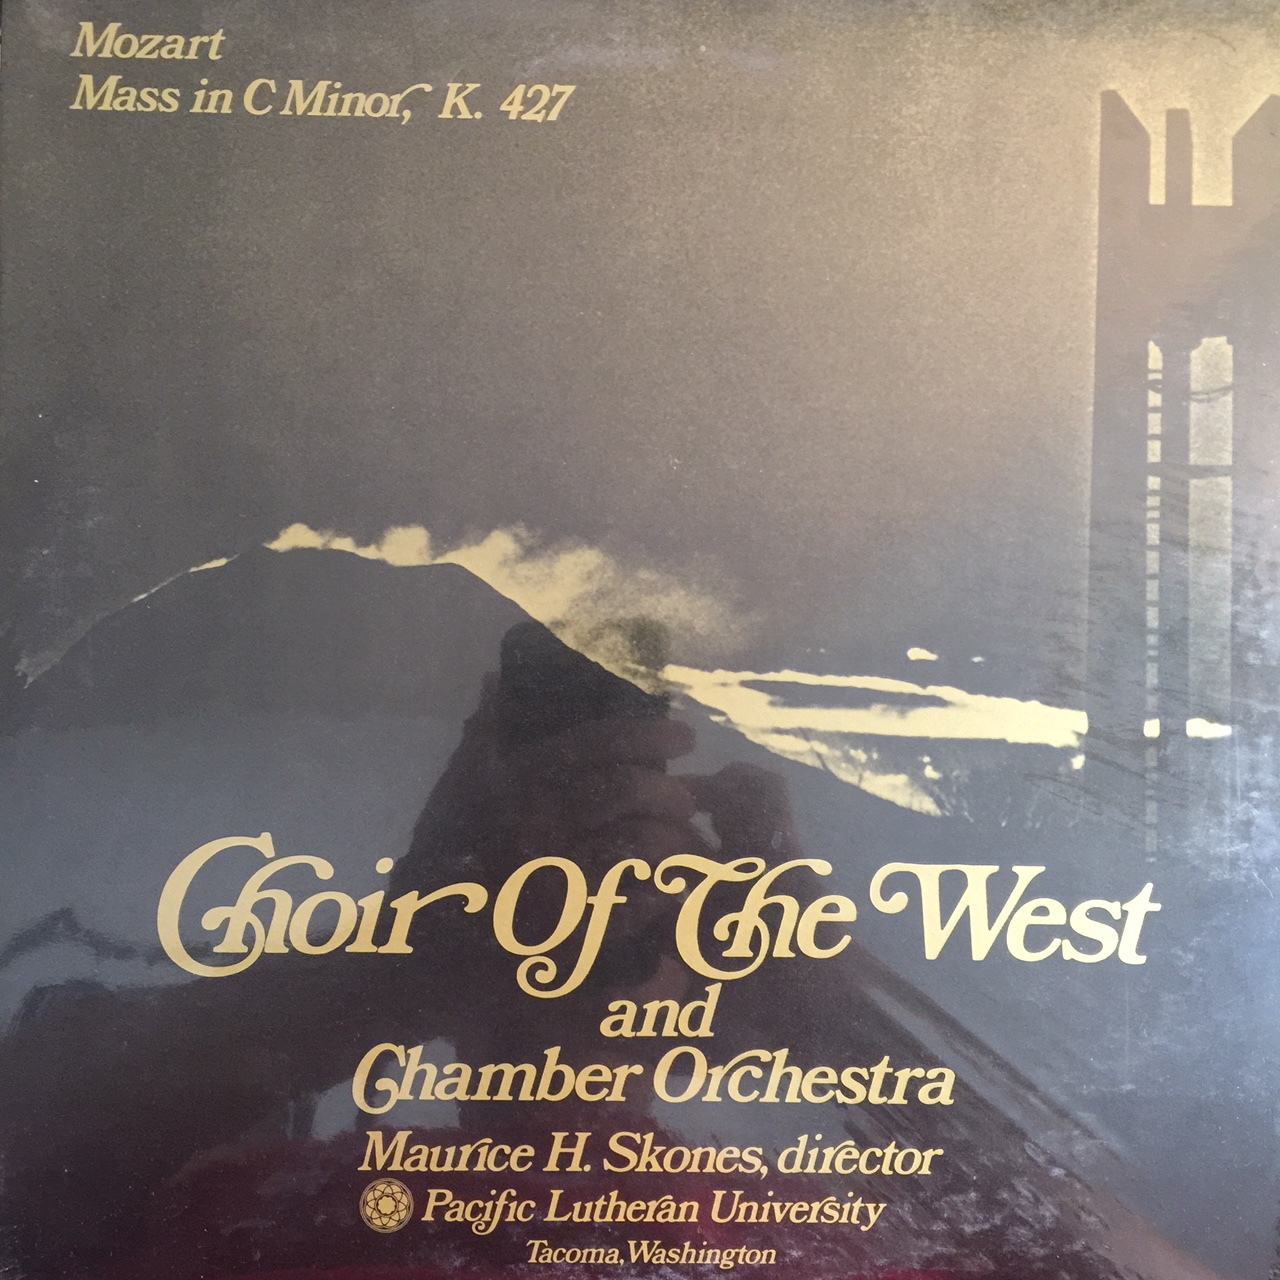 Mozart
Mass in C Minor, K. 427
Choir Of The West
and
Chamber Orchestra
Maurice H. Skones, director
Pacific Lutheran University
Tacoma, Washington